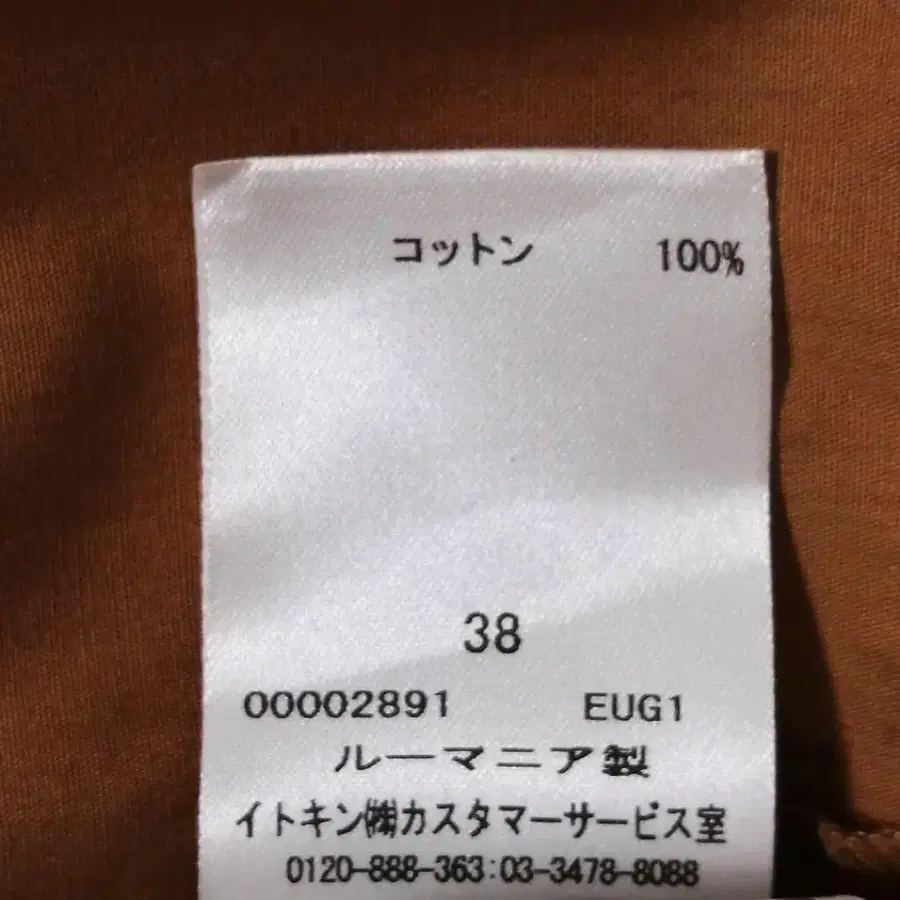 コットン 100%
38
00002891 EUG1
ルーマニア製
イトキン㈱カスタマーサービス室
0120-888-363:03-3478-8088